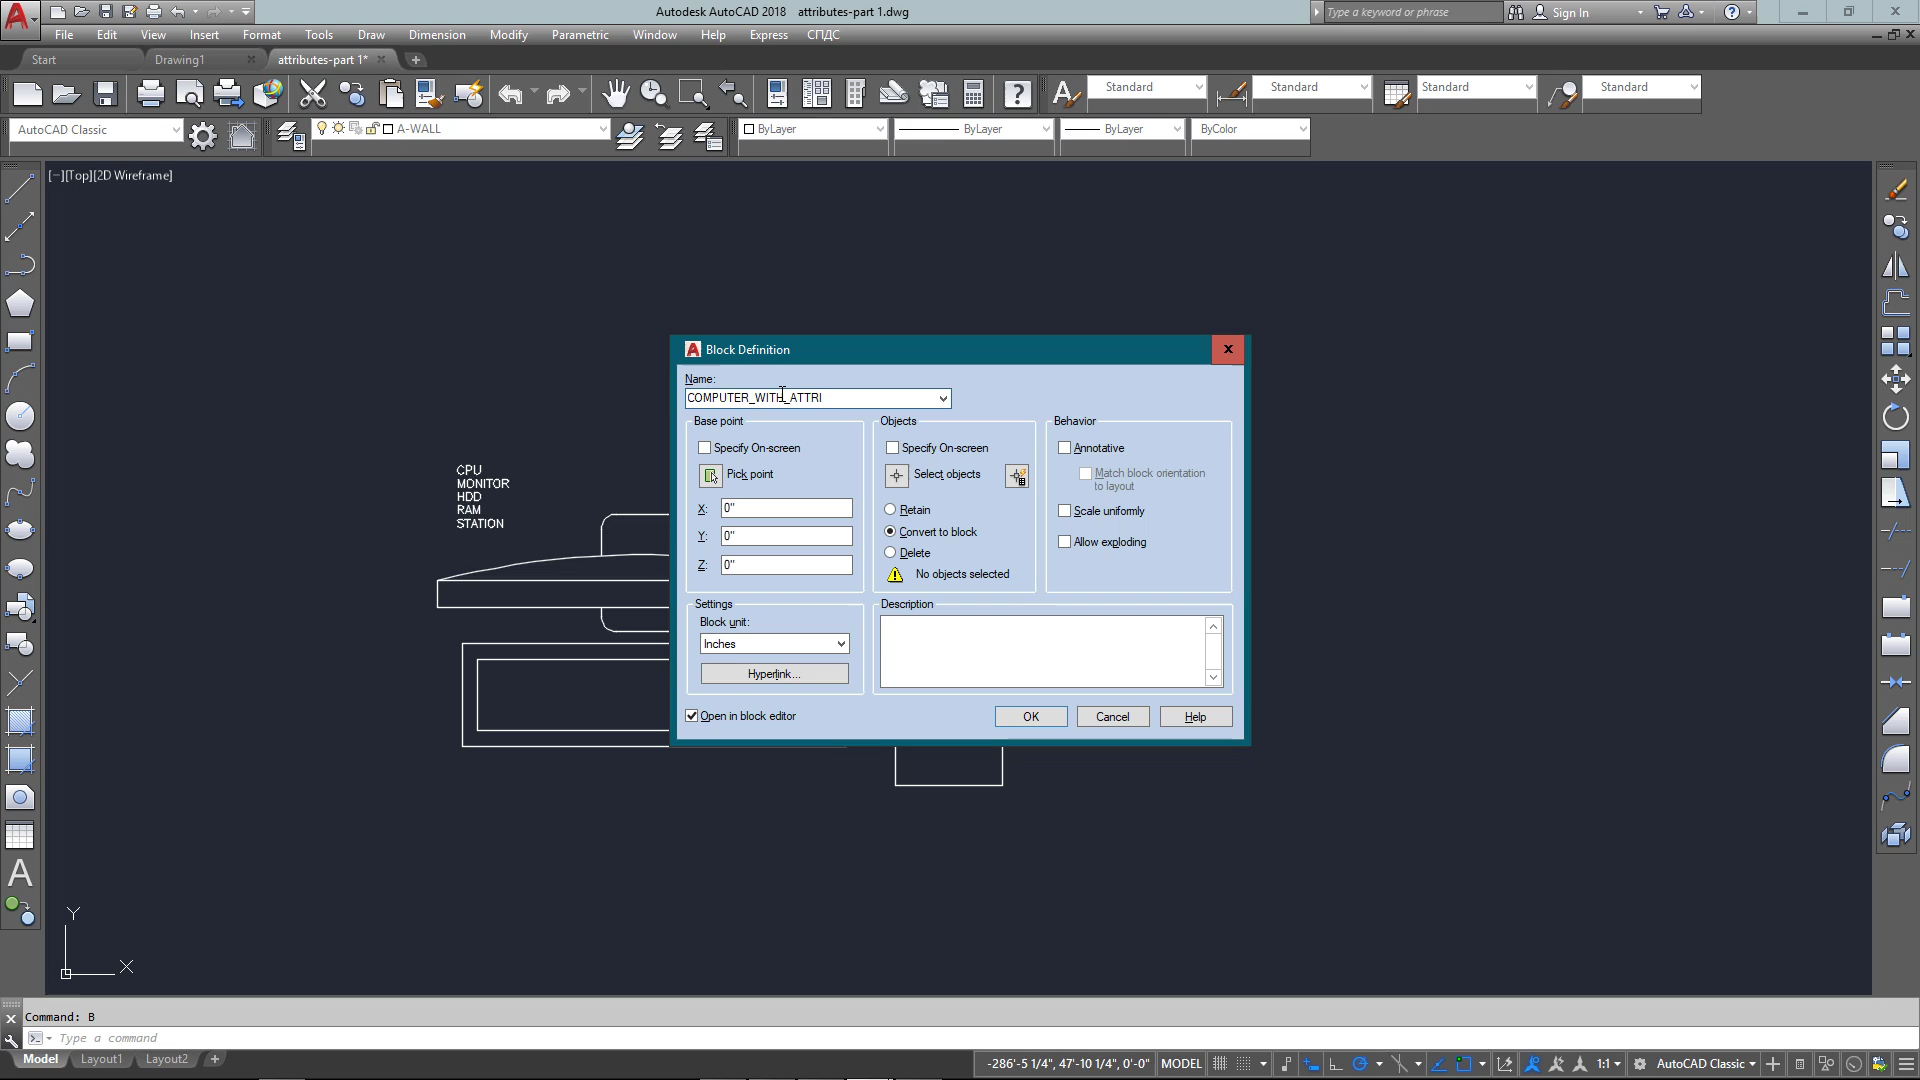 Autodesk AutoCAD 2018 attributes-part 1.dwg
Type a keyword or phrase
Sign In
File Edit View Insert Format Tools Draw Dimension Modify Parametric Window Help Express СПДС
Start Drawing1 attributes-part 1*
Standard Standard Standard Standard
AutoCAD Classic A-WALL ByLayer ByLayer ByLayer ByColor
[−][Top][2D Wireframe]
CPU
MONITOR
HDD
RAM
STATION
Block Definition
Name:
COMPUTER_WITH_ATTRI
Base point
Specify On-screen
Pick point
X: 0"
Y: 0"
Z: 0"
Objects
Specify On-screen
Select objects
Retain
Convert to block
Delete
No objects selected
Behavior
Annotative
Match block orientation
to layout
Scale uniformly
Allow exploding
Settings
Block unit:
Inches
Hyperlink...
Description
Open in block editor
OK Cancel Help
Y
X
Command: B
Type a command
Model Layout1 Layout2
-286'-5 1/4", 47'-10 1/4", 0'-0" MODEL 1:1 AutoCAD Classic